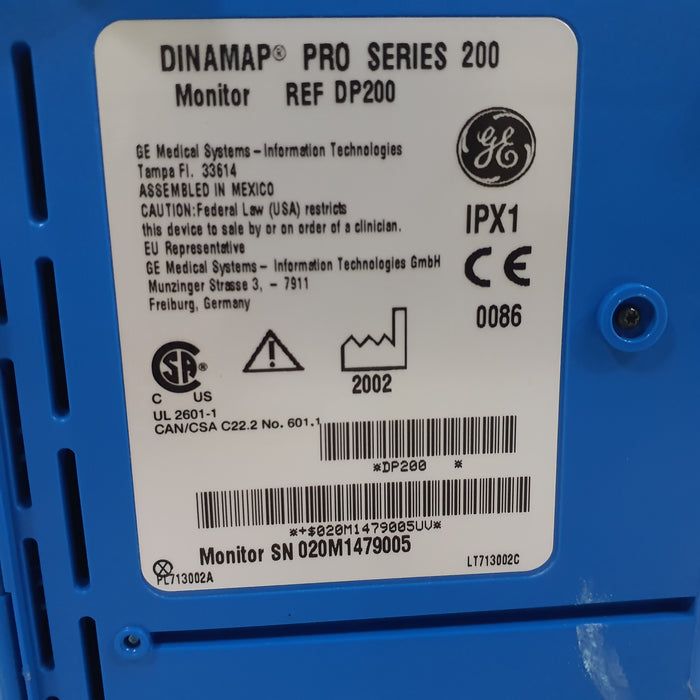 DINAMAP® PRO SERIES 200
Monitor REF DP200
GE
GE Medical Systems – Information Technologies
Tampa Fl. 33614
ASSEMBLED IN MEXICO
CAUTION:Federal Law (USA) restricts
this device to sale by or on order of a clinician.
EU Representative
GE Medical Systems – Information Technologies GmbH
Munzinger Strasse 3, – 7911
Freiburg, Germany
IPX1
CE
0086
SA®
C US
2002
UL 2601-1
CAN/CSA C22.2 No. 601.1
*DP200 *
*+$020M1479005UV*
Monitor SN 020M1479005
PL713002A
LT713002C